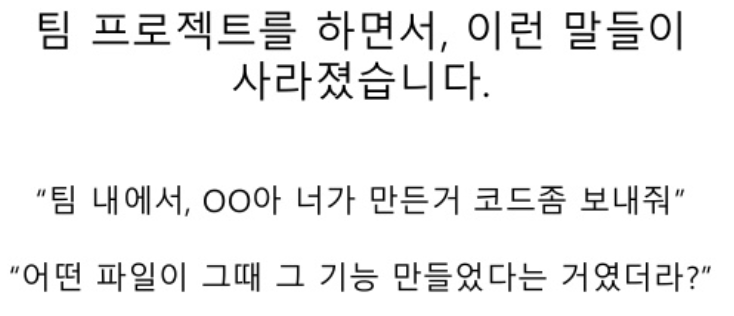 팀 프로젝트를 하면서, 이런 말들이
사라졌습니다.
“팀 내에서, OO아 너가 만든거 코드좀 보내줘”
“어떤 파일이 그때 그 기능 만들었다는 거였더라?”